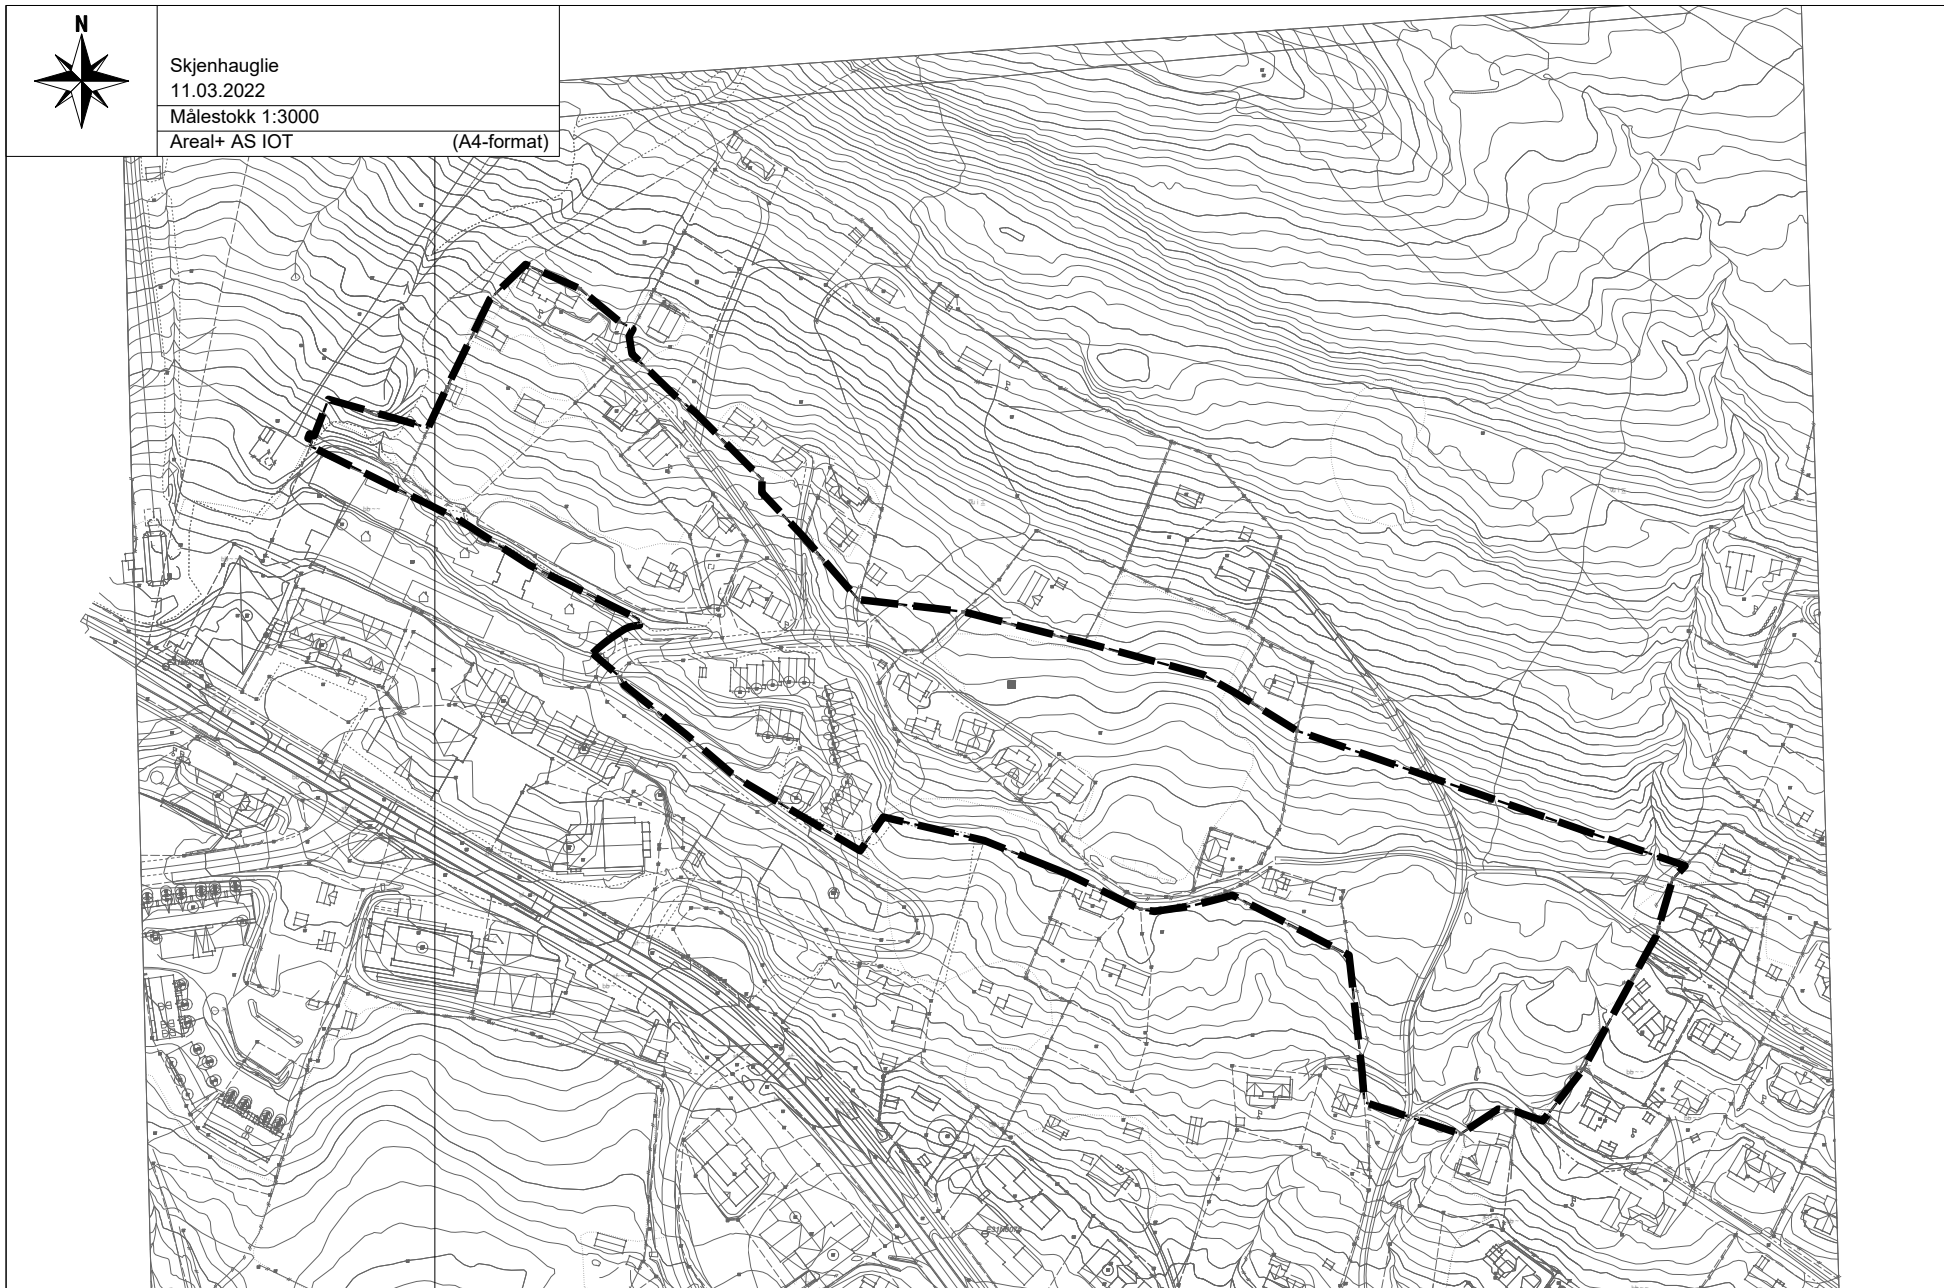 N
Skjenhauglie
11.03.2022
Målestokk 1:3000
Areal+ AS IOT (A4-format)